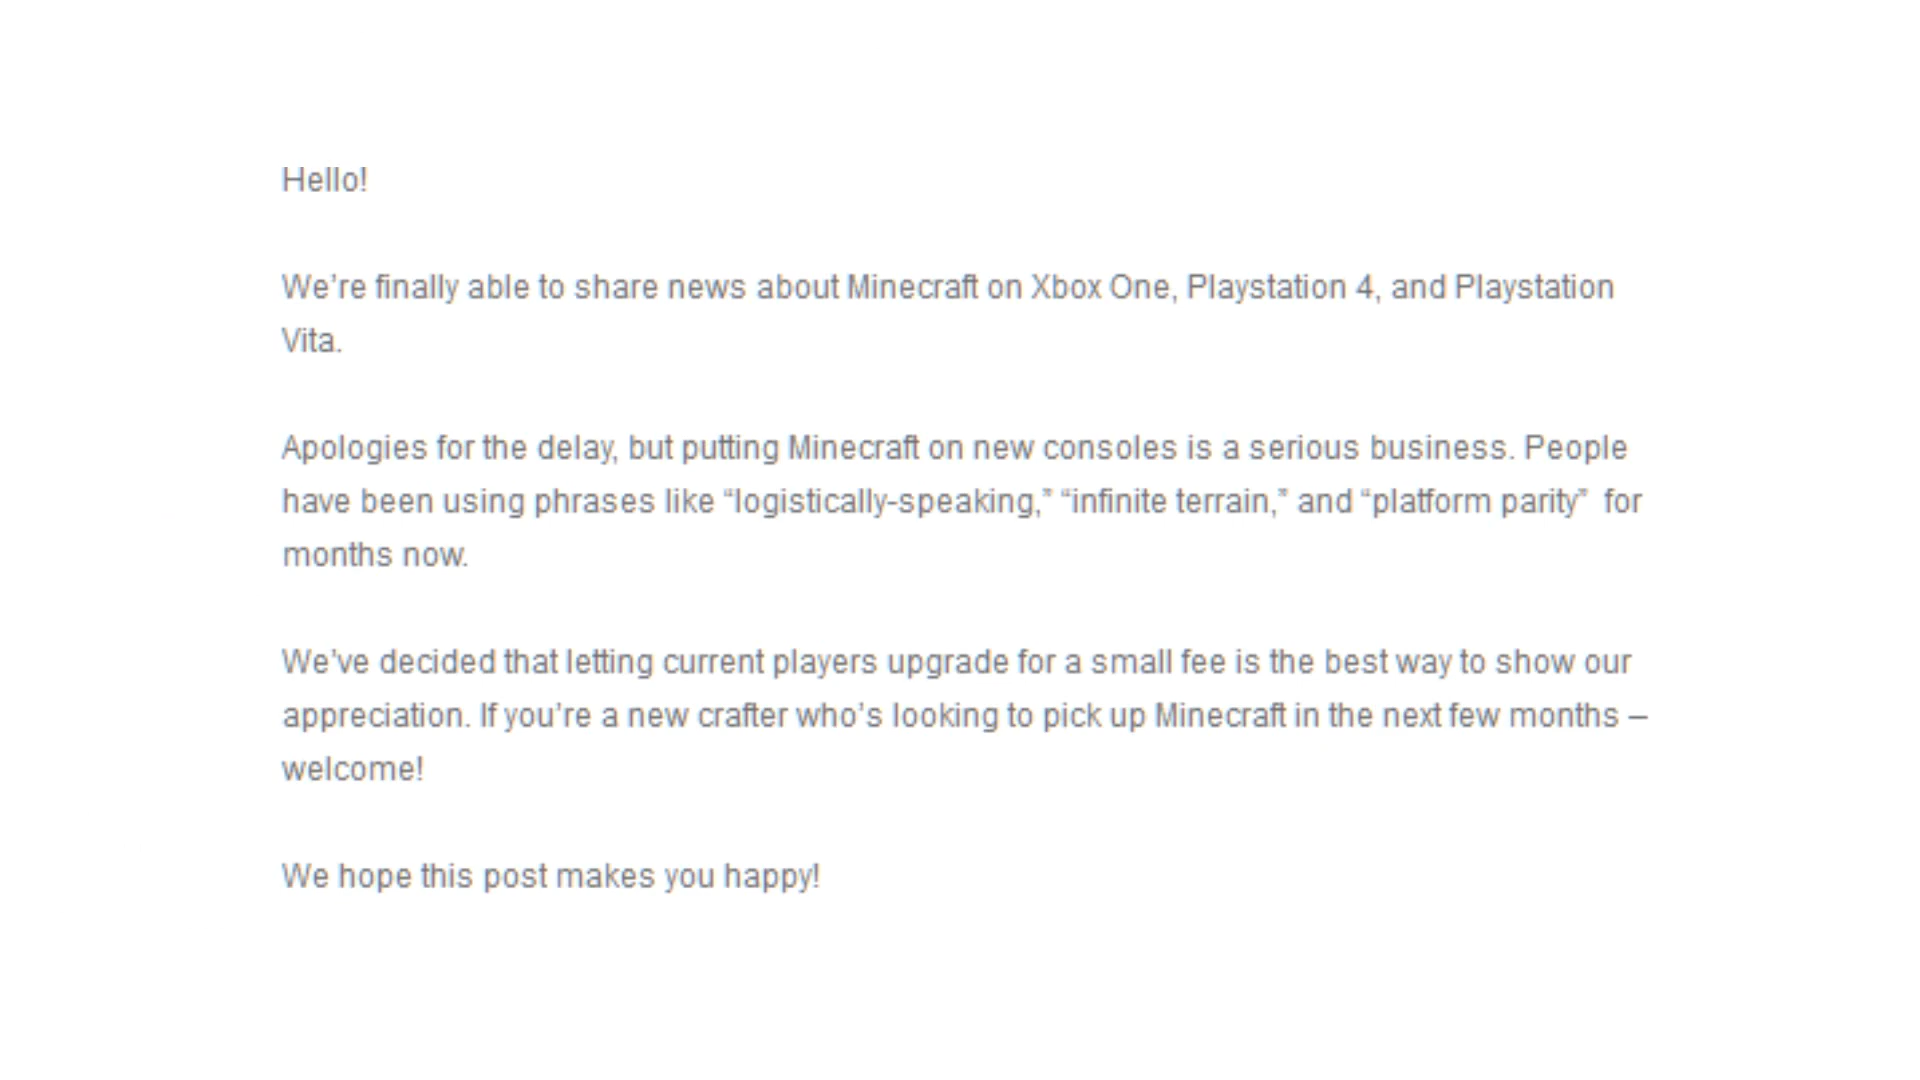 Hello!
We’re finally able to share news about Minecraft on Xbox One, Playstation 4, and Playstation
Vita.
Apologies for the delay, but putting Minecraft on new consoles is a serious business. People
have been using phrases like “logistically-speaking,” “infinite terrain,” and “platform parity”  for
months now.
We’ve decided that letting current players upgrade for a small fee is the best way to show our
appreciation. If you’re a new crafter who’s looking to pick up Minecraft in the next few months –
welcome!
We hope this post makes you happy!